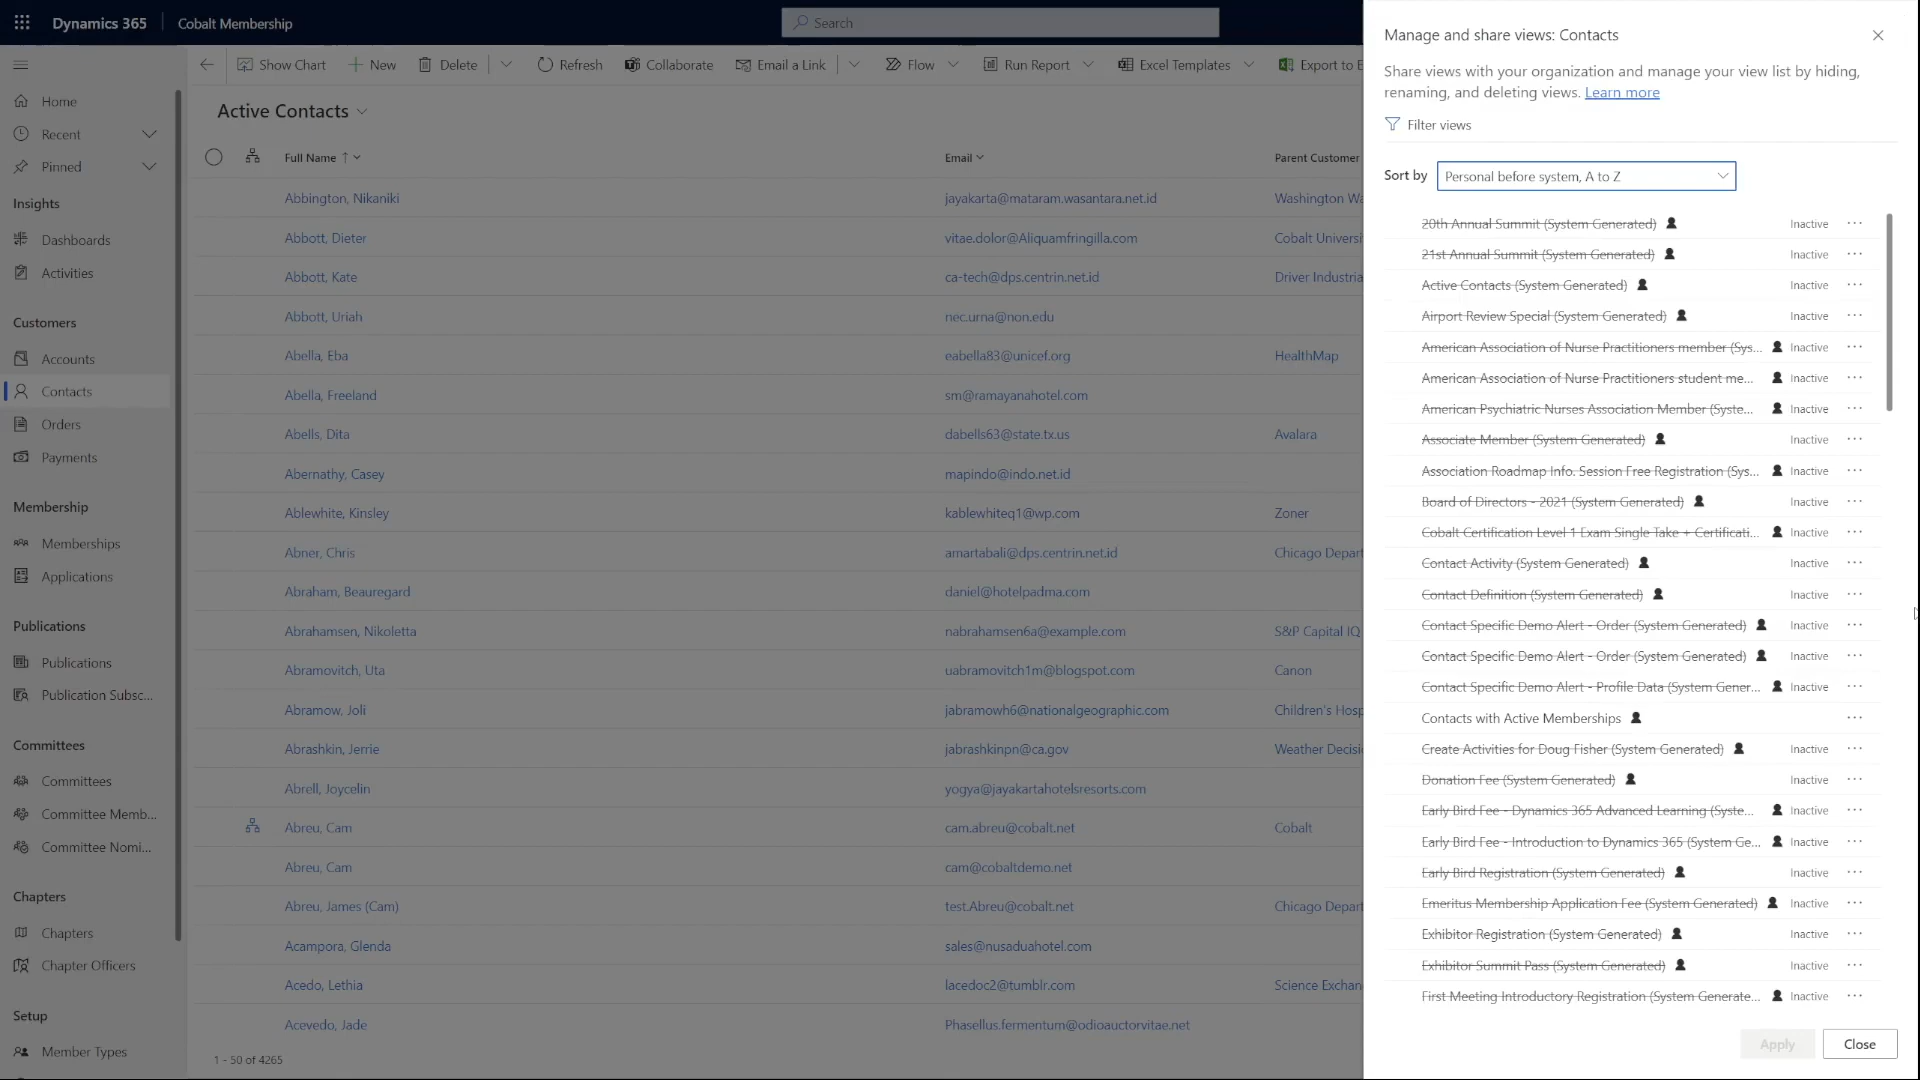 Dynamics 365
Cobalt Membership
Search
Show Chart
New
Delete
Refresh
Collaborate
Email a Link
Flow
Run Report
Excel Templates
Export to E
Home
Recent
Pinned
Insights
Dashboards
Activities
Customers
Accounts
Contacts
Orders
Payments
Membership
Memberships
Applications
Publications
Publications
Publication Subsc...
Committees
Committees
Committee Memb...
Committee Nomi...
Chapters
Chapters
Chapter Officers
Setup
Member Types
Active Contacts
Full Name ↑ Email Parent Customer
Abbington, Nikaniki jayakarta@mataram.wasantara.net.id Washington Wa
Abbott, Dieter vitae.dolor@Aliquamfringilla.com Cobalt Universi
Abbott, Kate ca-tech@dps.centrin.net.id Driver Industria
Abbott, Uriah nec.urna@non.edu
Abella, Eba eabella83@unicef.org HealthMap
Abella, Freeland sm@ramayanahotel.com
Abells, Dita dabells63@state.tx.us Avalara
Abernathy, Casey mapindo@indo.net.id
Ablewhite, Kinsley kablewhiteq1@wp.com Zoner
Abner, Chris amartabali@dps.centrin.net.id Chicago Depar
Abraham, Beauregard daniel@hotelpadma.com
Abrahamsen, Nikoletta nabrahamsen6a@example.com S&P Capital IQ
Abramovitch, Uta uabramovitch1m@blogspot.com Canon
Abramow, Joli jabramowh6@nationalgeographic.com Children's Hosp
Abrashkin, Jerrie jabrashkinpn@ca.gov Weather Decisi
Abrell, Joycelin yogya@jayakartahotelsresorts.com
Abreu, Cam cam.abreu@cobalt.net Cobalt
Abreu, Cam cam@cobaltdemo.net
Abreu, James (Cam) test.Abreu@cobalt.net Chicago Depar
Acampora, Glenda sales@nusaduahotel.com
Acedo, Lethia lacedoc2@tumblr.com Science Exchan
Acevedo, Jade Phasellus.fermentum@odioauctorvitae.net
1 - 50 of 4265
Manage and share views: Contacts
Share views with your organization and manage your view list by hiding,
renaming, and deleting views. Learn more
Filter views
Sort by Personal before system, A to Z
20th Annual Summit (System Generated) Inactive ...
21st Annual Summit (System Generated) Inactive ...
Active Contacts (System Generated) Inactive ...
Airport Review Special (System Generated) Inactive ...
American Association of Nurse Practitioners member (Sys... Inactive ...
American Association of Nurse Practitioners student me... Inactive ...
American Psychiatric Nurses Association Member (Syste... Inactive ...
Associate Member (System Generated) Inactive ...
Association Roadmap Info. Session Free Registration (Sys... Inactive ...
Board of Directors - 2021 (System Generated) Inactive ...
Cobalt Certification Level 1 Exam Single Take + Certificati... Inactive ...
Contact Activity (System Generated) Inactive ...
Contact Definition (System Generated) Inactive ...
Contact Specific Demo Alert - Order (System Generated) Inactive ...
Contact Specific Demo Alert - Order (System Generated) Inactive ...
Contact Specific Demo Alert - Profile Data (System Gener... Inactive ...
Contacts with Active Memberships ...
Create Activities for Doug Fisher (System Generated) Inactive ...
Donation Fee (System Generated) Inactive ...
Early Bird Fee - Dynamics 365 Advanced Learning (Syste... Inactive ...
Early Bird Fee - Introduction to Dynamics 365 (System Ge... Inactive ...
Early Bird Registration (System Generated) Inactive ...
Emeritus Membership Application Fee (System Generated) Inactive ...
Exhibitor Registration (System Generated) Inactive ...
Exhibitor Summit Pass (System Generated) Inactive ...
First Meeting Introductory Registration (System Generate... Inactive ...
Apply
Close